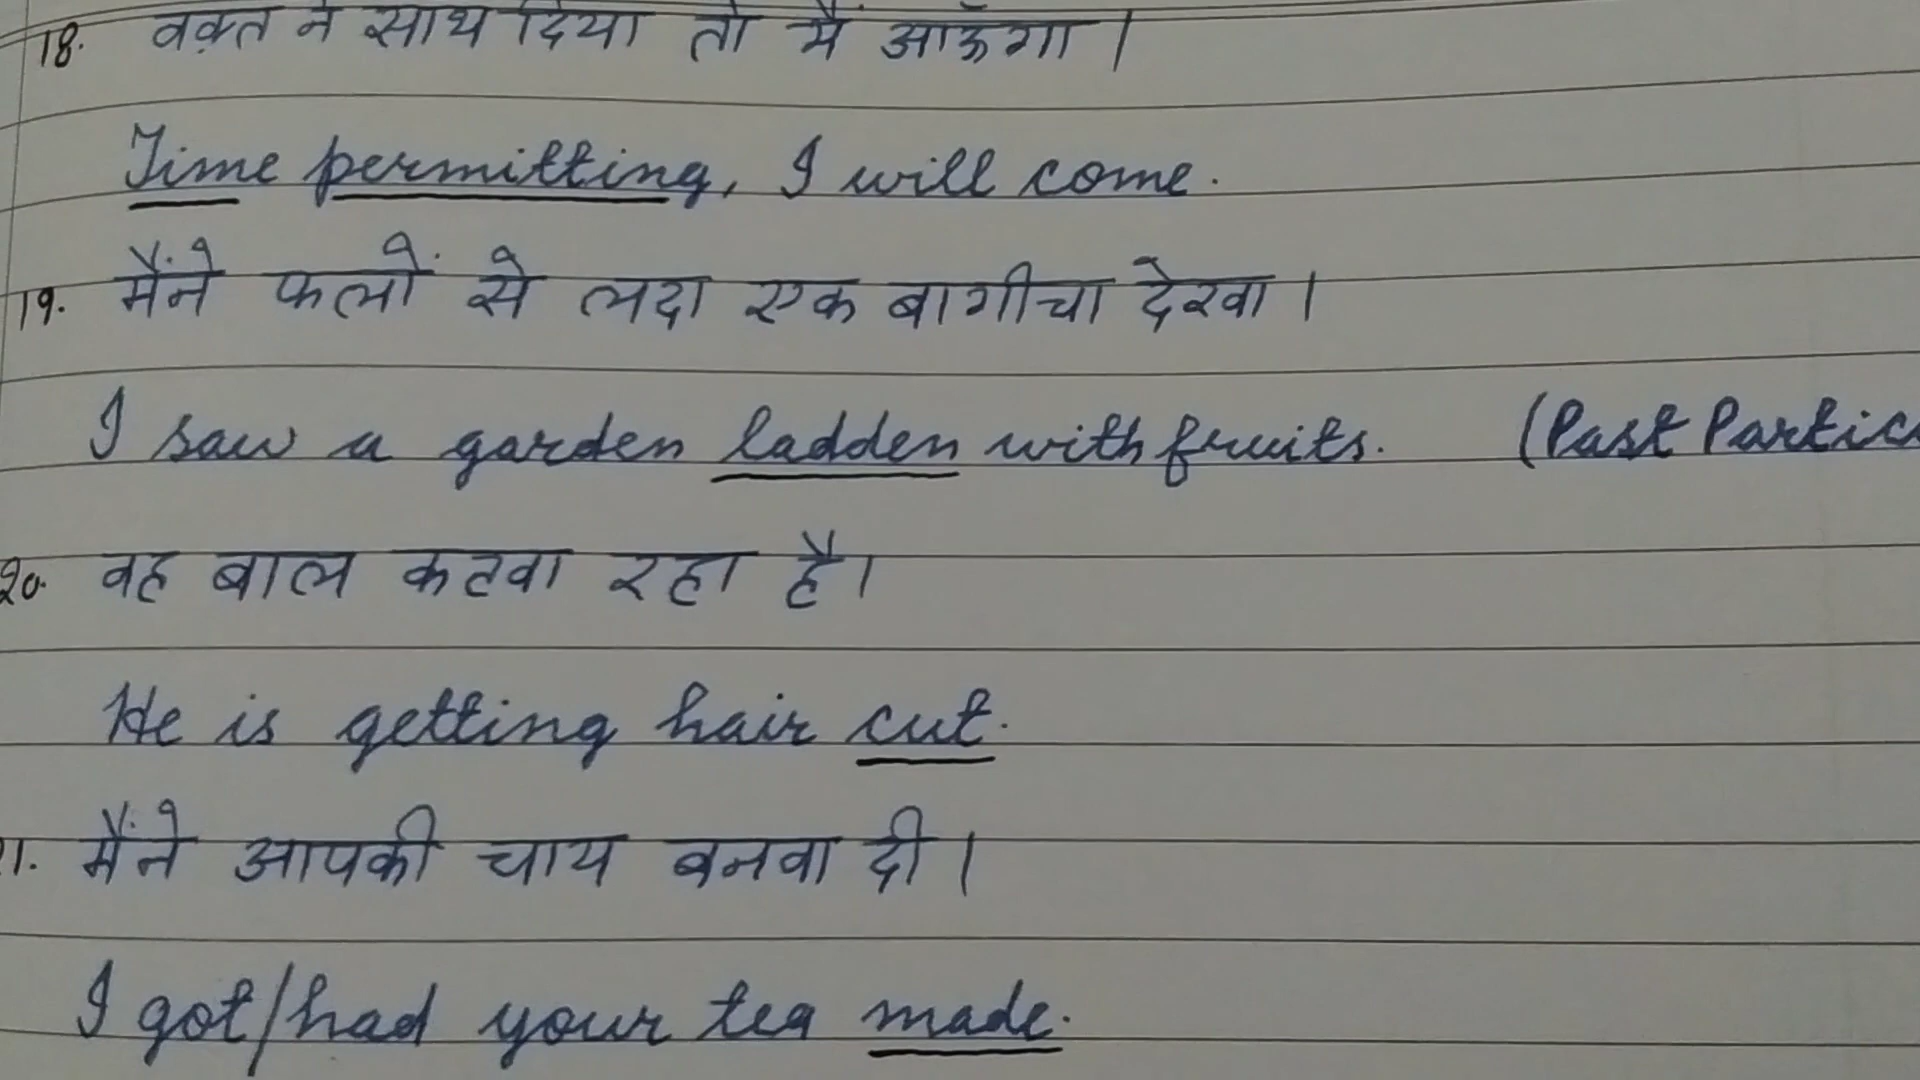 18. वक़्त ने साथ दिया तो मैं आऊँगा।
Time permitting, I will come.
19. मैंने फलों से लदा एक बागीचा देखा।
I saw a garden ladden with fruits. (Past Partic
20. वह बाल कटवा रहा है।
He is getting hair cut.
1. मैंने आपकी चाय बनवा दी।
I got/had your tea made.